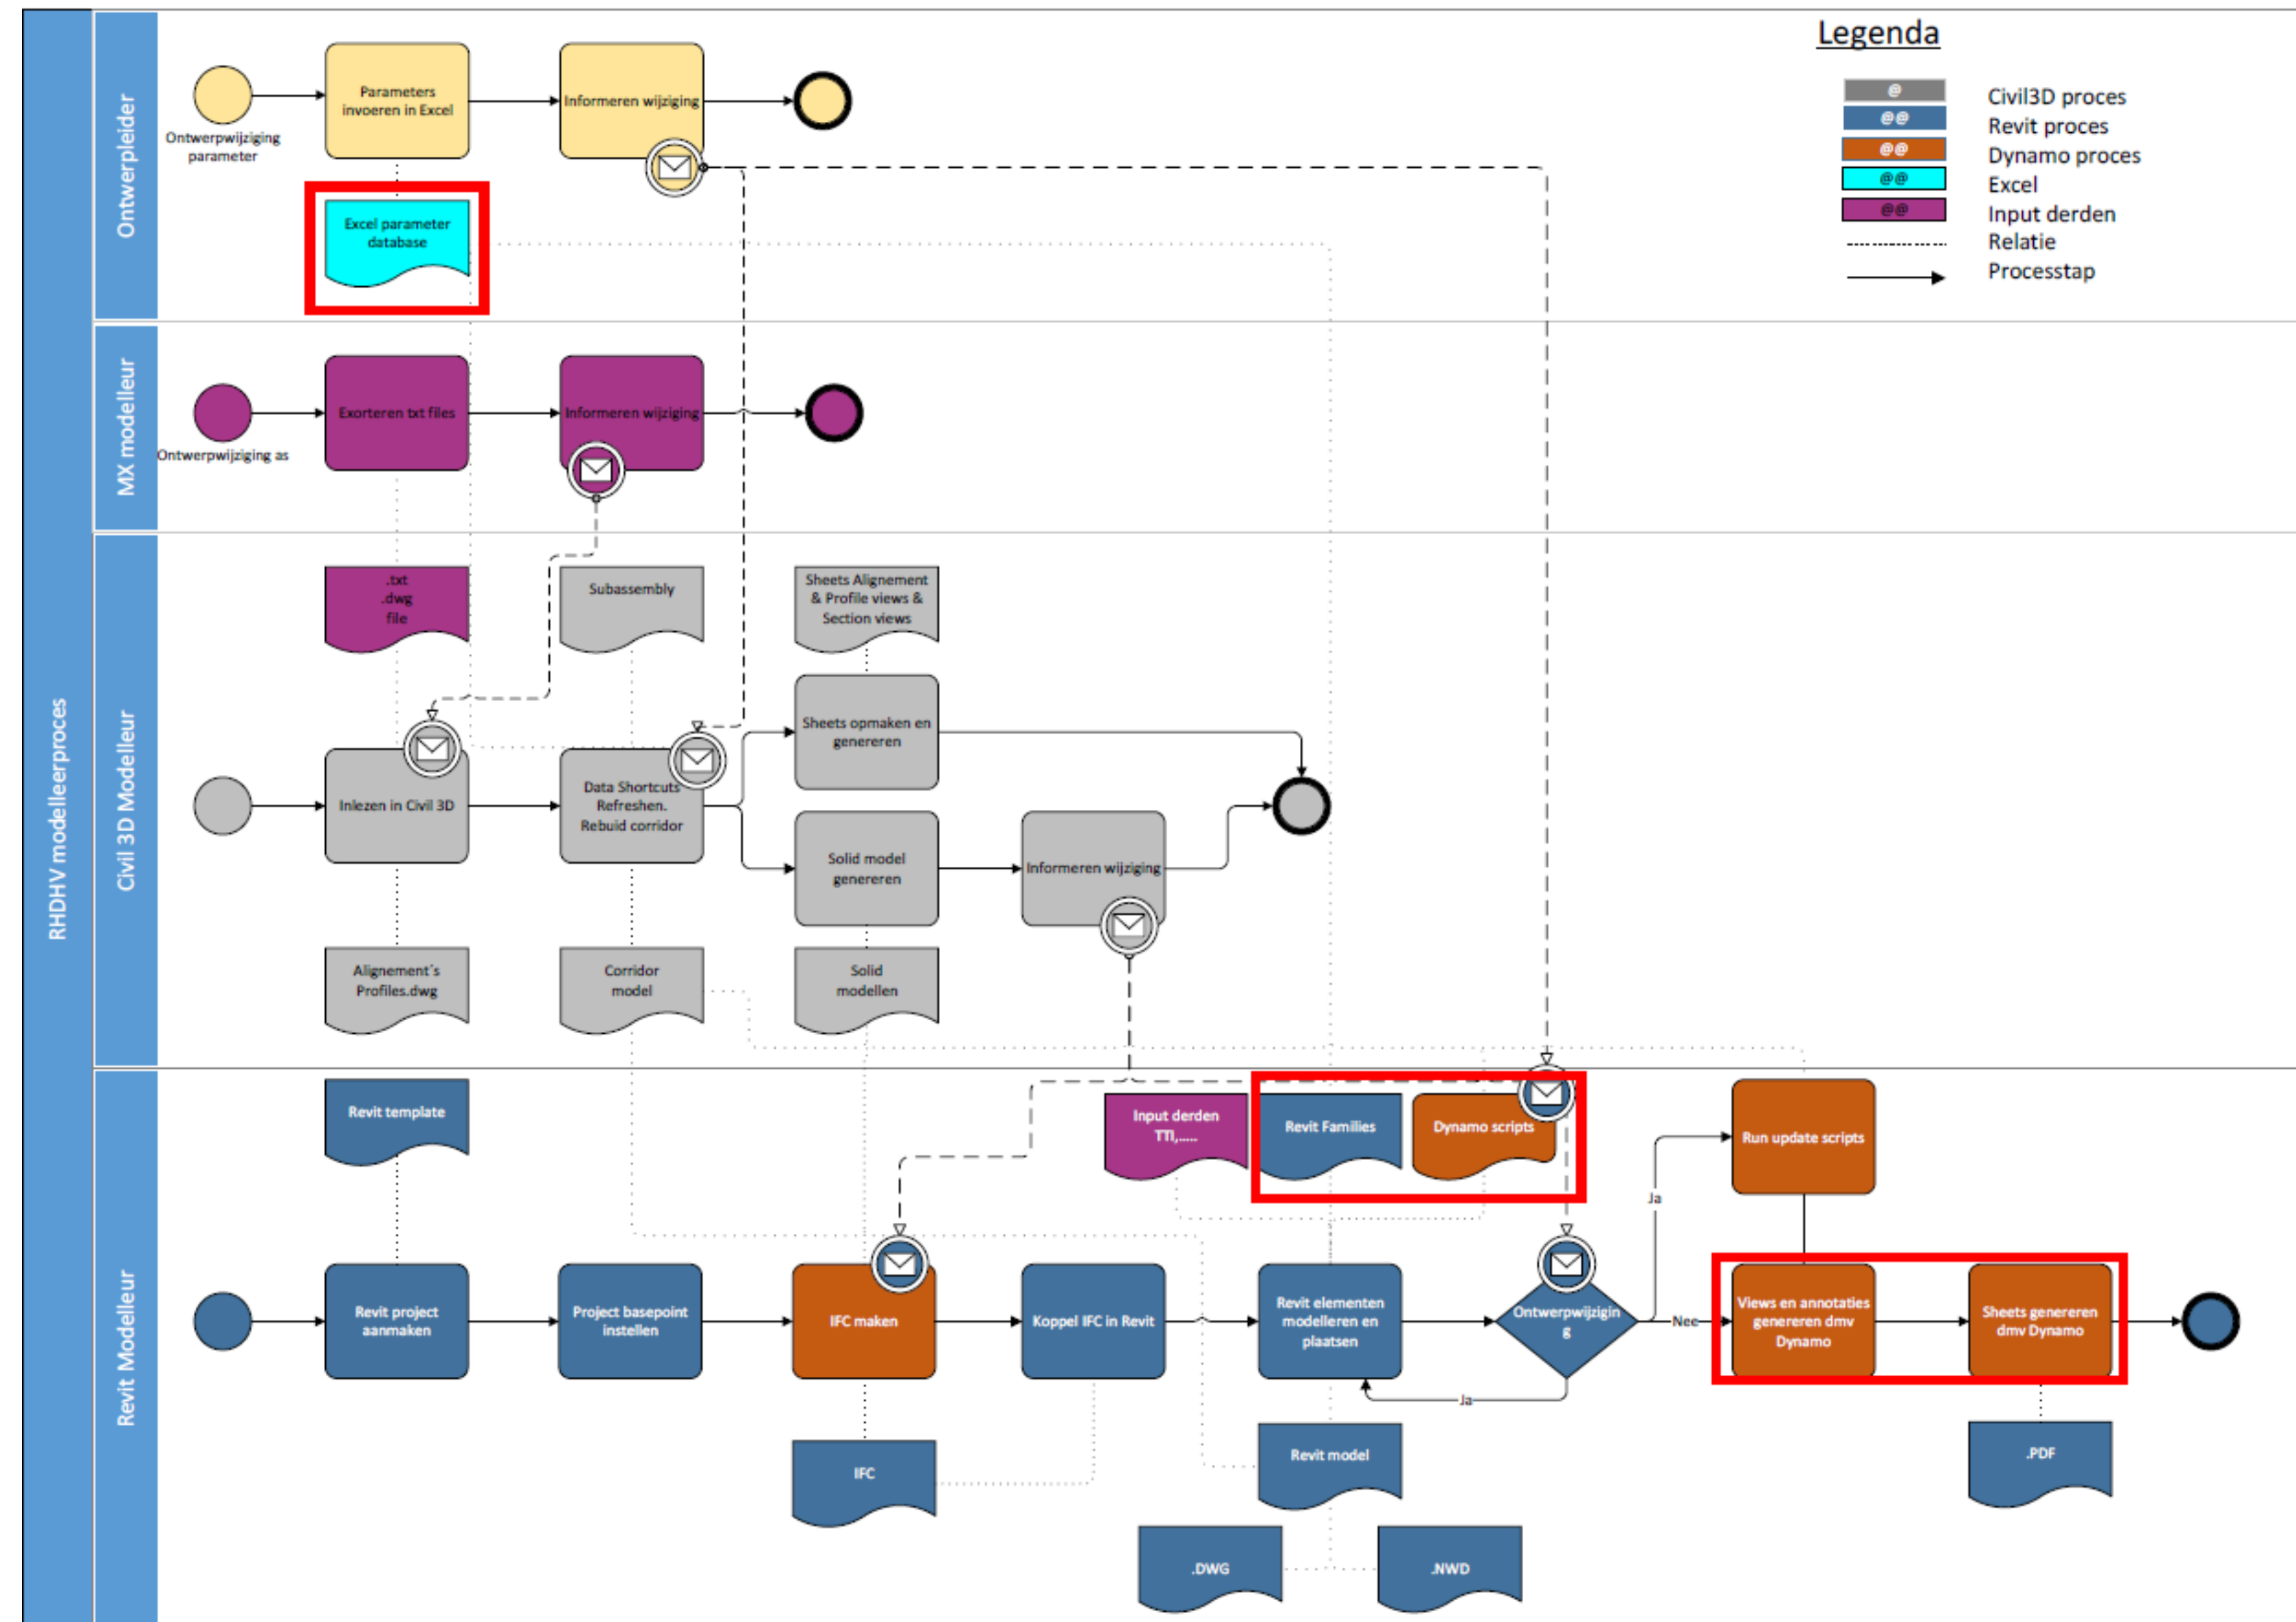 RHDHV modelleerproces
Ontwerpleider
Ontwerpwijziging
parameter
Parameters
invoeren in Excel
Informeren wijziging
Excel parameter
database
Legenda
@
Civil3D proces
@@
Revit proces
@@
Dynamo proces
@@
Excel
@@
Input derden
Relatie
Processtap
MX modelleur
Ontwerpwijziging as
Exorteren txt files
Informeren wijziging
Civil 3D Modelleur
.txt
.dwg
file
Subassembly
Sheets Alignement
& Profile views &
Section views
Inlezen in Civil 3D
Data Shortcuts
Refreshen.
Rebuid corridor
Sheets opmaken en
genereren
Solid model
genereren
Informeren wijziging
Alignement´s
Profiles.dwg
Corridor
model
Solid
modellen
Revit Modelleur
Revit template
Input derden
TTI,.....
Revit Families
Dynamo scripts
Run update scripts
Ja
Revit project
aanmaken
Project basepoint
instellen
IFC maken
Koppel IFC in Revit
Revit elementen
modelleren en
plaatsen
Ontwerpwijzigin
g
Nee
Views en annotaties
genereren dmv
Dynamo
Sheets genereren
dmv Dynamo
Ja
IFC
Revit model
.PDF
.DWG
.NWD